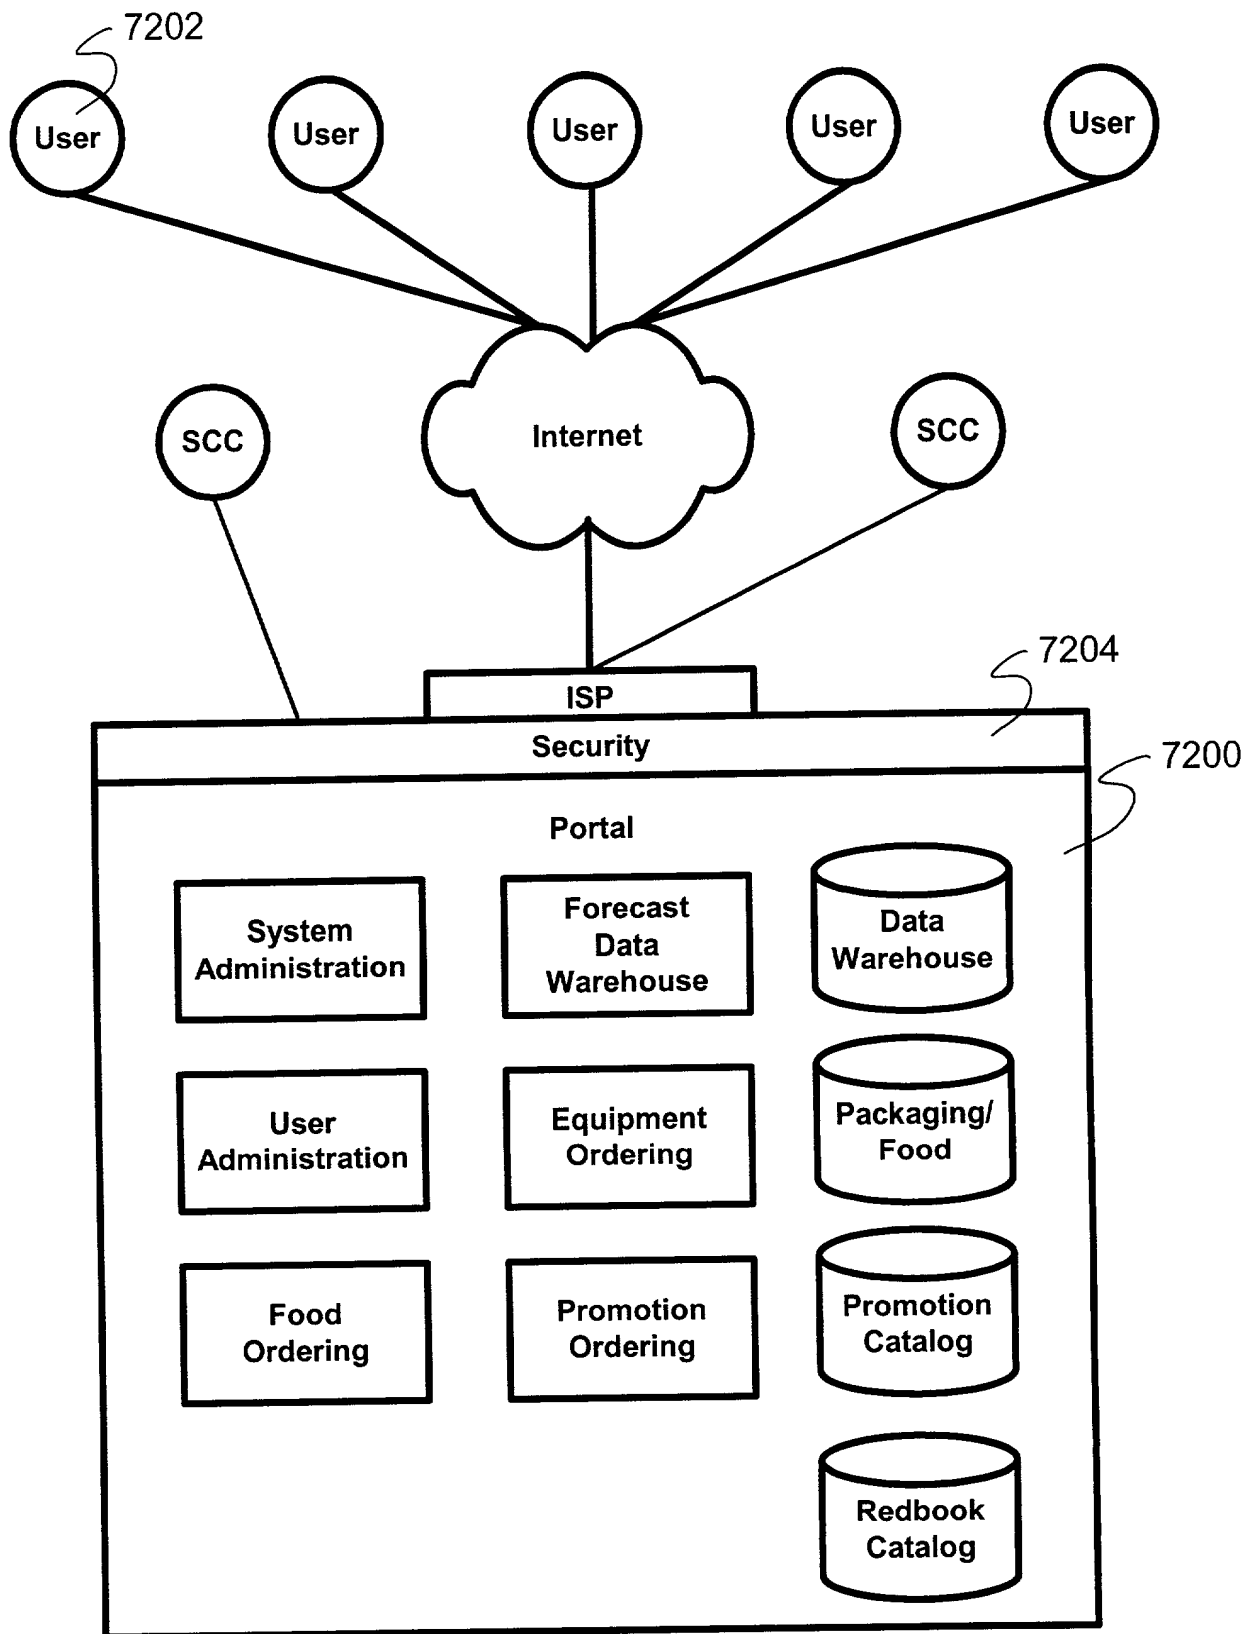 7202
User
User
User
User
User
SCC
Internet
SCC
7204
ISP
Security
7200
Portal
System
Administration
Forecast
Data
Warehouse
Data
Warehouse
User
Administration
Equipment
Ordering
Packaging/
Food
Food
Ordering
Promotion
Ordering
Promotion
Catalog
Redbook
Catalog